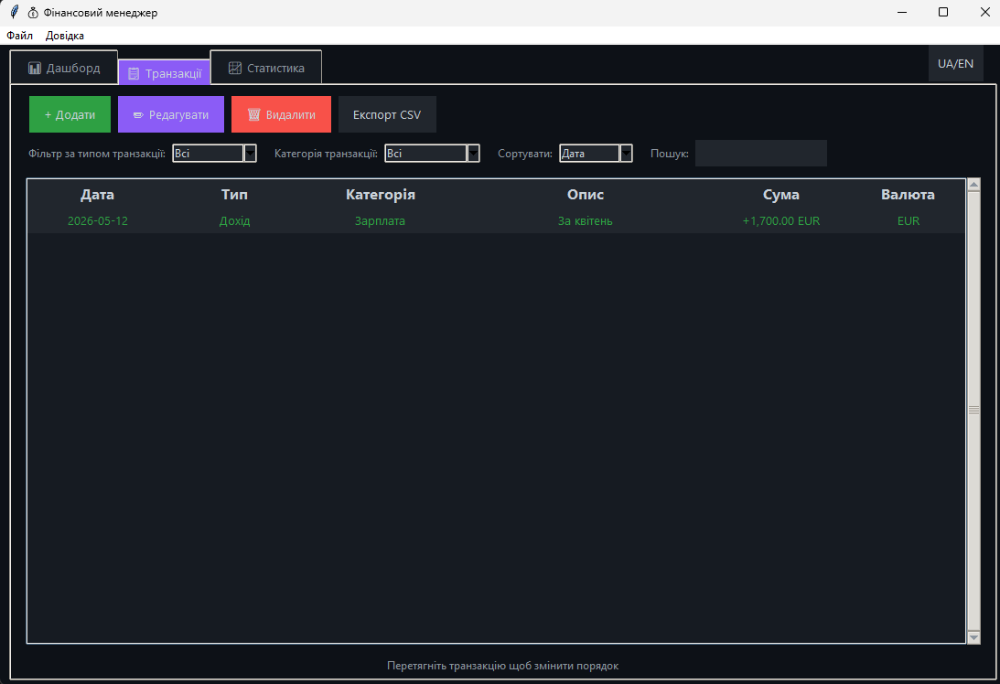 Фінансовий менеджер
Файл Довідка
Дашборд Транзакції Статистика UA/EN
+ Додати Редагувати Видалити Експорт CSV
Фільтр за типом транзакції: Всі Категорія транзакції: Всі Сортувати: Дата Пошук:
Дата Тип Категорія Опис Сума Валюта
2026-05-12 Дохід Зарплата За квітень +1,700.00 EUR EUR
Перетягніть транзакцію щоб змінити порядок